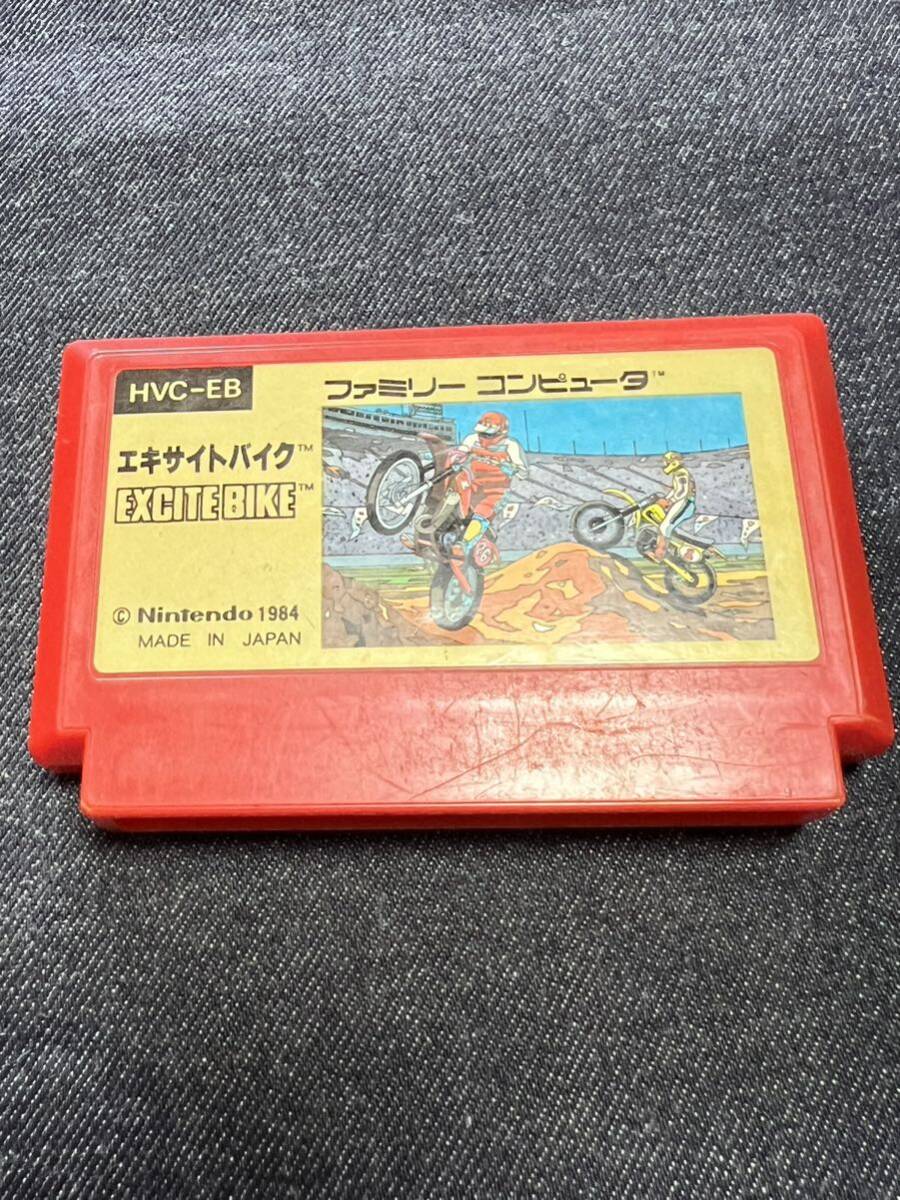 HVC-EB
ファミリー コンピュータ™
エキサイトバイク™
EXCITE BIKE™
© Nintendo 1984
MADE IN JAPAN